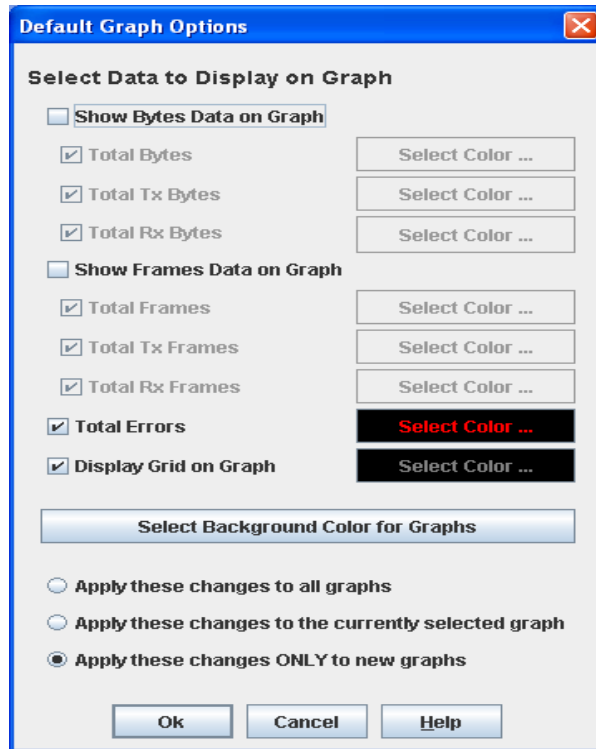 Default Graph Options
Select Data to Display on Graph
Show Bytes Data on Graph
Total Bytes Select Color ...
Total Tx Bytes Select Color ...
Total Rx Bytes Select Color ...
Show Frames Data on Graph
Total Frames Select Color ...
Total Tx Frames Select Color ...
Total Rx Frames Select Color ...
Total Errors Select Color ...
Display Grid on Graph Select Color ...
Select Background Color for Graphs
Apply these changes to all graphs
Apply these changes to the currently selected graph
Apply these changes ONLY to new graphs
Ok Cancel Help